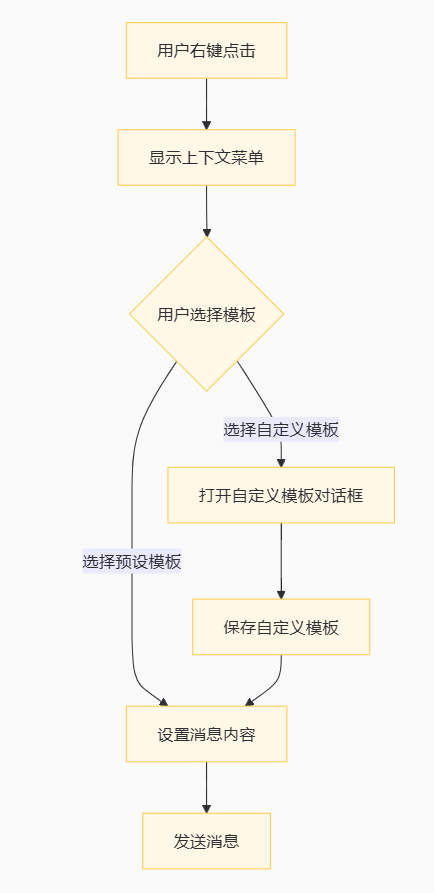 用户右键点击
显示上下文菜单
用户选择模板
选择自定义模板
打开自定义模板对话框
选择预设模板
保存自定义模板
设置消息内容
发送消息